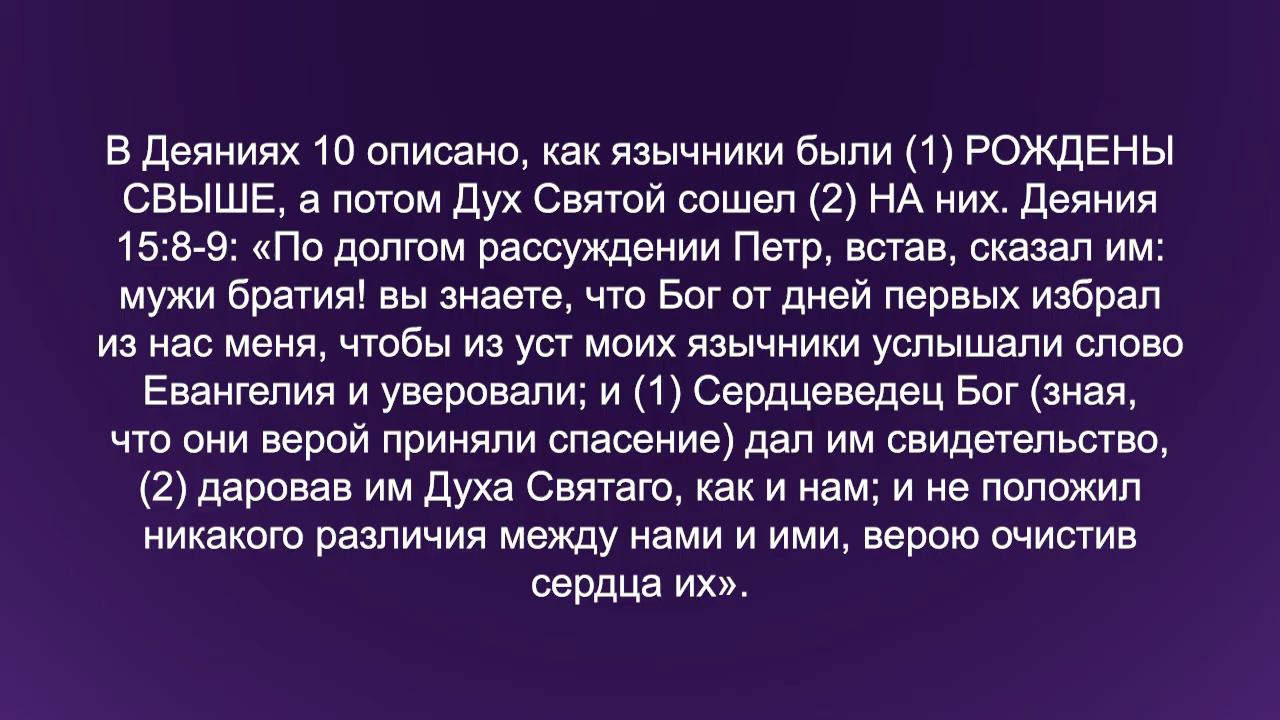 В Деяниях 10 описано, как язычники были (1) РОЖДЕНЫ
СВЫШЕ, а потом Дух Святой сошел (2) НА них. Деяния
15:8-9: «По долгом рассуждении Петр, встав, сказал им:
мужи братия! вы знаете, что Бог от дней первых избрал
из нас меня, чтобы из уст моих язычники услышали слово
Евангелия и уверовали; и (1) Сердцеведец Бог (зная,
что они верой приняли спасение) дал им свидетельство,
(2) даровав им Духа Святаго, как и нам; и не положил
никакого различия между нами и ими, верою очистив
сердца их».